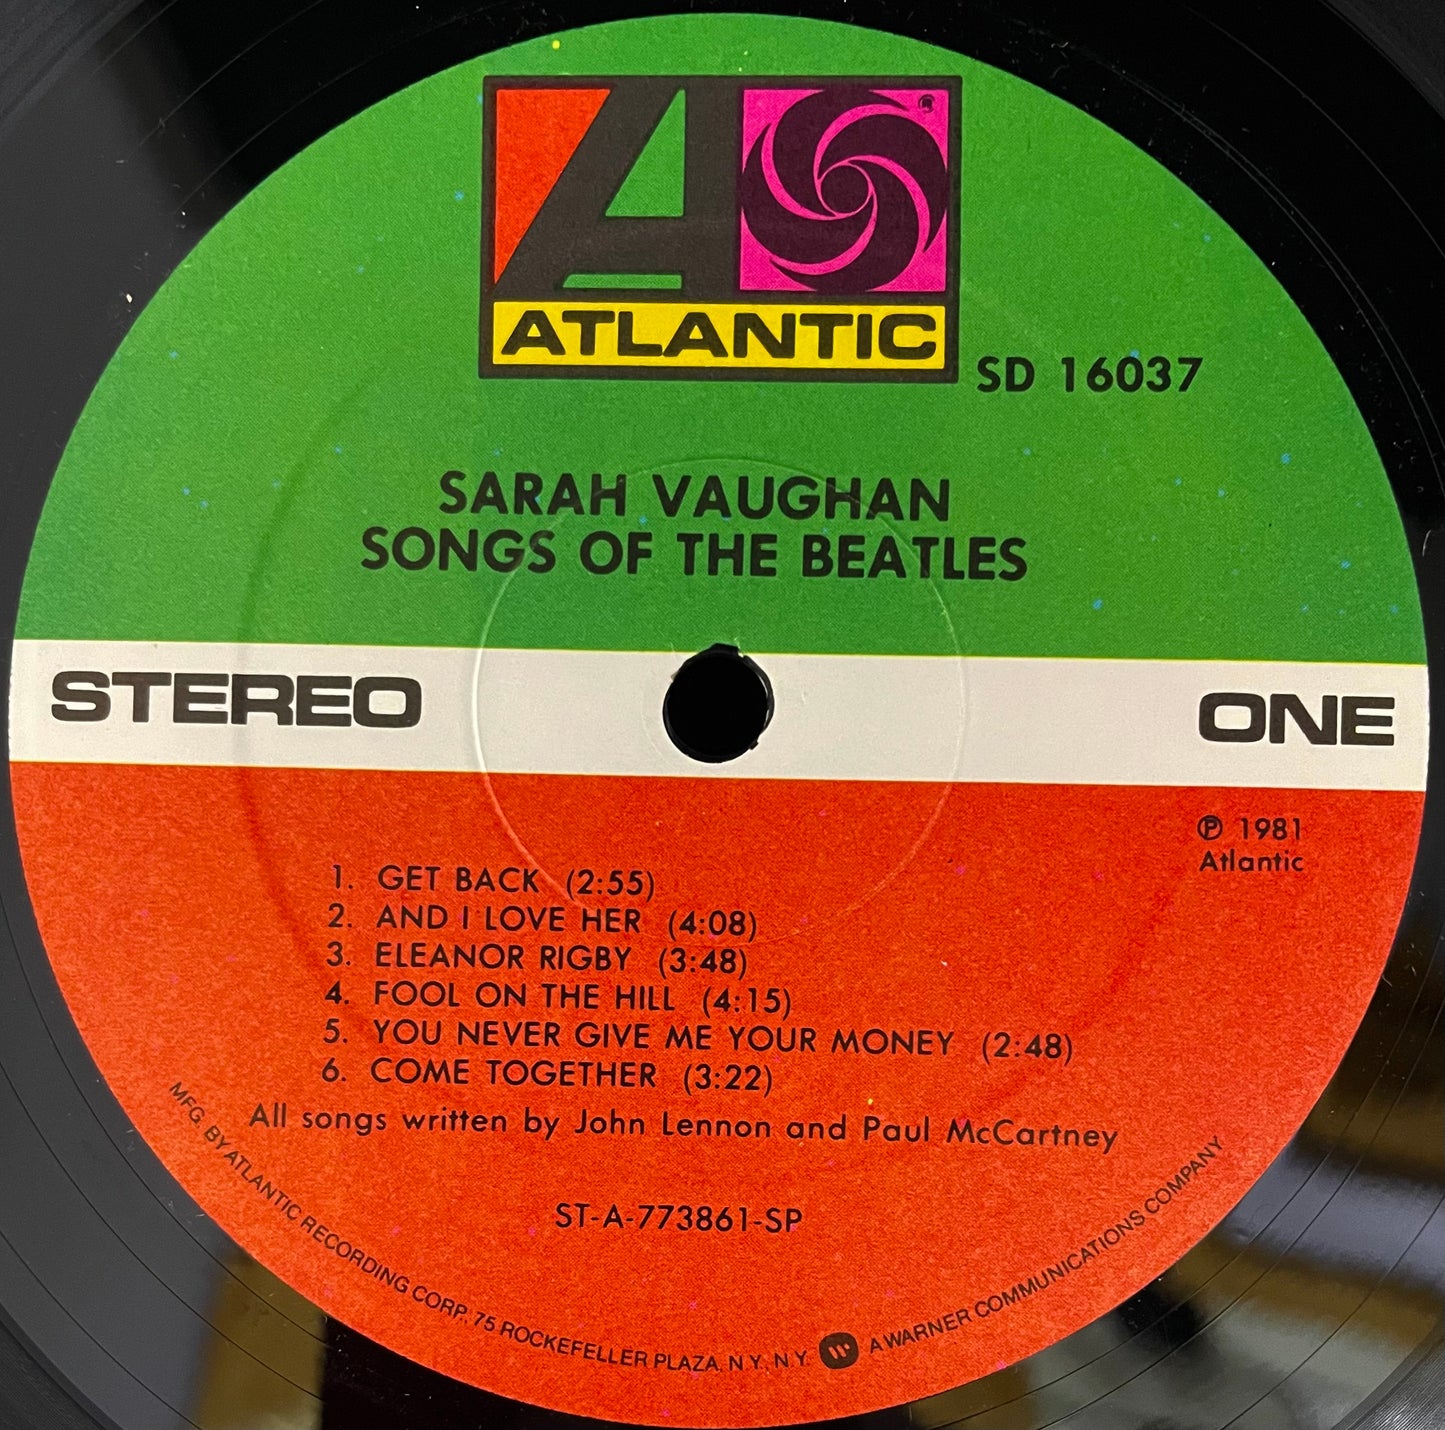 ATLANTIC
SD 16037
SARAH VAUGHAN
SONGS OF THE BEATLES
STEREO
ONE
℗ 1981
Atlantic
1. GET BACK (2:55)
2. AND I LOVE HER (4:08)
3. ELEANOR RIGBY (3:48)
4. FOOL ON THE HILL (4:15)
5. YOU NEVER GIVE ME YOUR MONEY (2:48)
6. COME TOGETHER (3:22)
All songs written by John Lennon and Paul McCartney
ST-A-773861-SP
MFG. BY ATLANTIC RECORDING CORP., 75 ROCKEFELLER PLAZA, N.Y., N.Y. A WARNER COMMUNICATIONS COMPANY